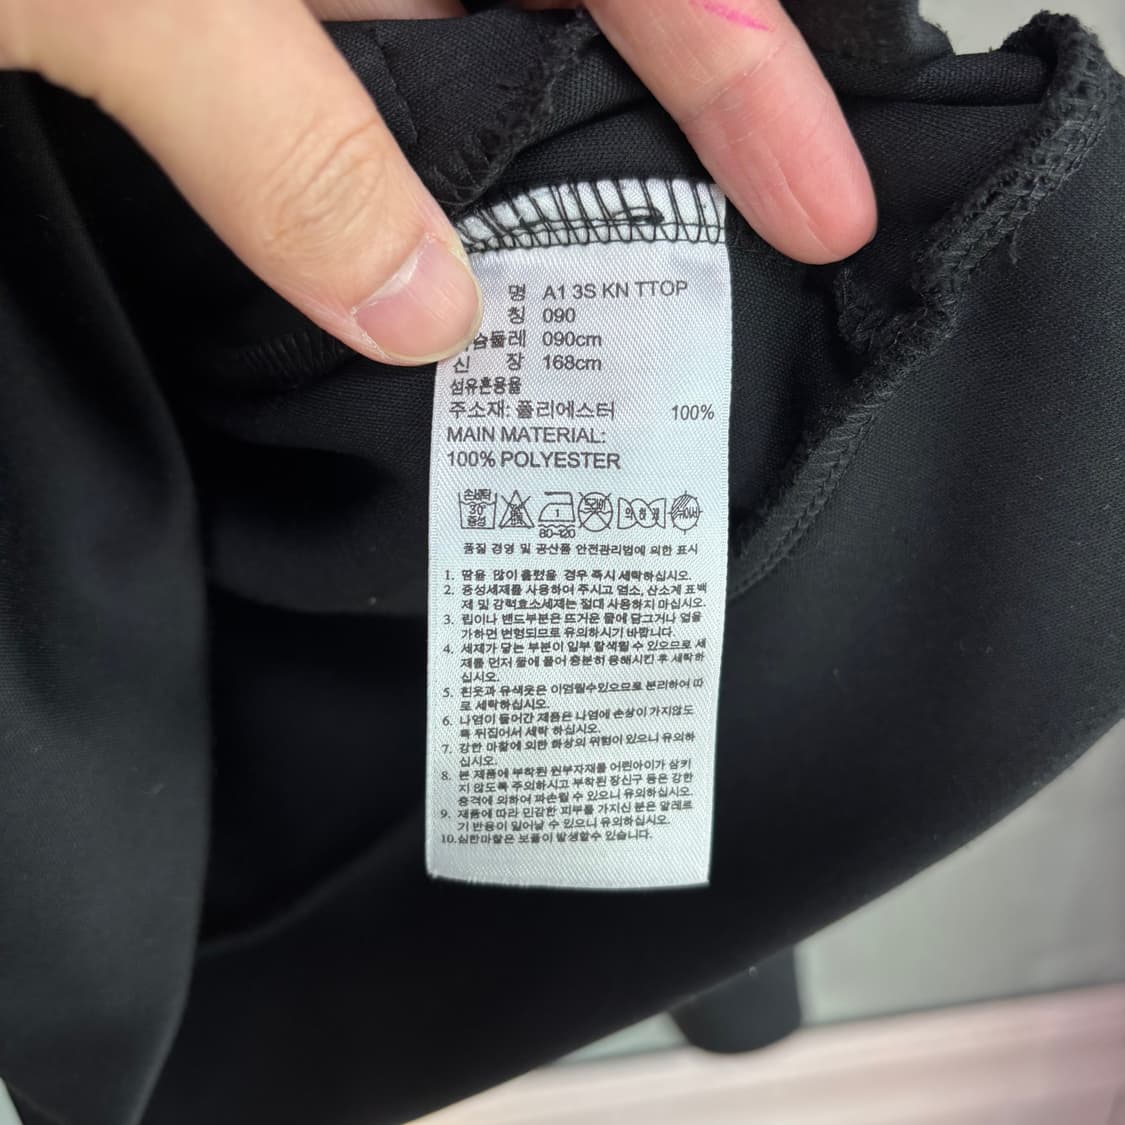 명 A1 3S KN TTOP
칭 090
슴둘레 090cm
신 장 168cm
섬유혼용율
주소재: 폴리에스터 100%
MAIN MATERIAL:
100% POLYESTER
손세탁 30° 중성 1 80~120 드라이
품질 경영 및 공산품 안전관리법에 의한 표시
1. 땀을 많이 흘렸을 경우 즉시 세탁하십시오.
2. 중성세제를 사용하여 주시고 염소, 산소계 표백
제 및 강력효소세제는 절대 사용하지 마십시오.
3. 립이나 밴드부분은 뜨거운 물에 담그거나 열을
가하면 변형되므로 유의하시기 바랍니다.
4. 세제가 닿는 부분이 일부 탈색될 수 있으므로 세
제를 먼저 물에 풀어 충분히 용해시킨 후 세탁하
십시오.
5. 흰옷과 유색옷은 이염될수있으므로 분리하여 따
로 세탁하십시오.
6. 나염이 들어간 제품은 나염에 손상이 가지않도
록 뒤집어서 세탁 하십시오.
7. 강한 마찰에 의한 화상의 위험이 있으니 유의하
십시오.
8. 본 제품에 부착된 원부자재를 어린아이가 삼키
지 않도록 주의하시고 부착된 장신구 등은 강한
충격에 의하여 파손될 수 있으니 유의하십시오.
9. 제품에 따라 민감한 피부를 가지신 분은 알레르
기 반응이 일어날 수 있으니 유의하십시오.
10.심한마찰은 보풀이 발생할수 있습니다.